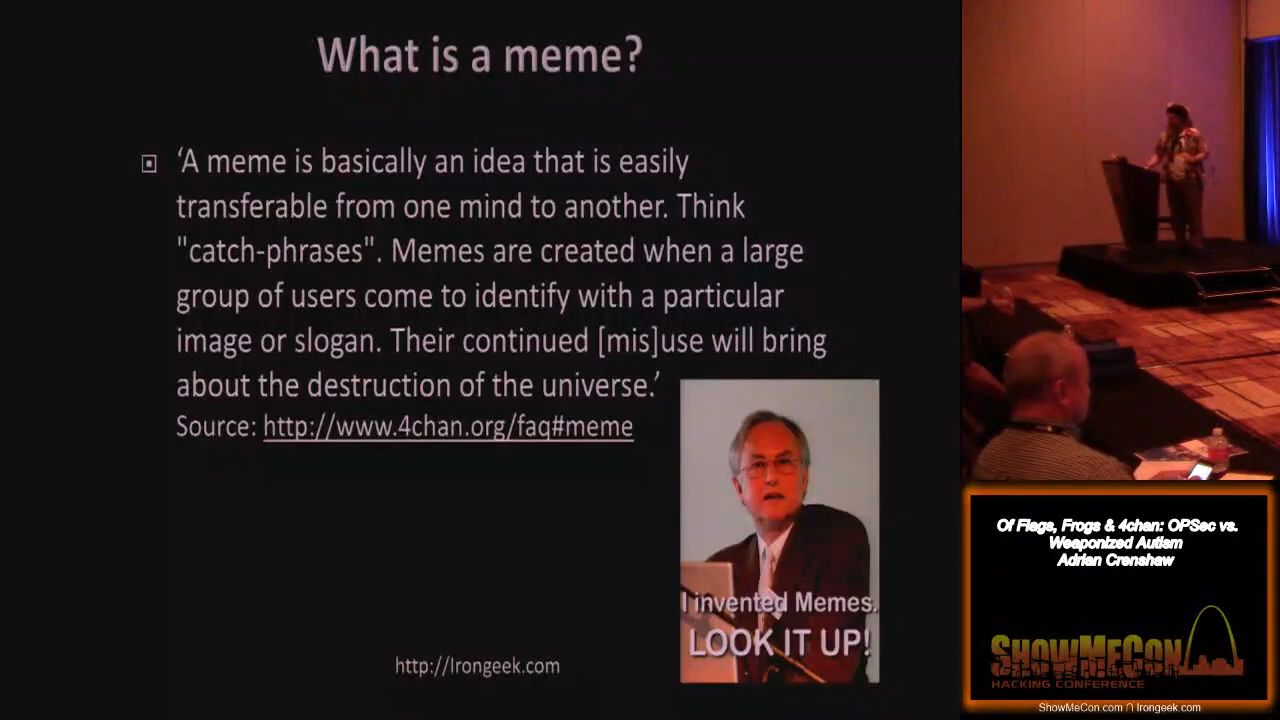 What is a meme?
‘A meme is basically an idea that is easily
transferable from one mind to another. Think
"catch-phrases". Memes are created when a large
group of users come to identify with a particular
image or slogan. Their continued [mis]use will bring
about the destruction of the universe.’
Source: http://www.4chan.org/faq#meme
I invented Memes.
LOOK IT UP!
http://Irongeek.com
Of Flags, Frogs & 4chan: OPSec vs.
Weaponized Autism
Adrian Crenshaw
SHOWMECON
HACKING CONFERENCE
ShowMeCon.com ∩ Irongeek.com